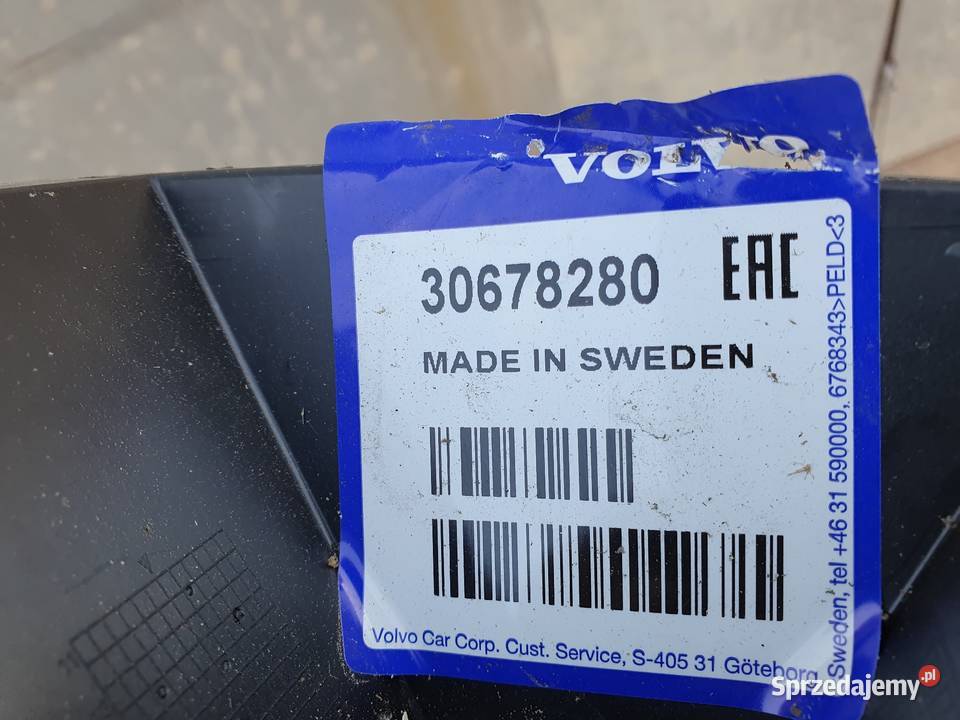 VOLVO
30678280 EAC
MADE IN SWEDEN
Volvo Car Corp. Cust. Service, S-405 31 Göteborg,
Sweden, tel +46 31 590000, 6768343>PELD<3
Sprzedajemy.pl